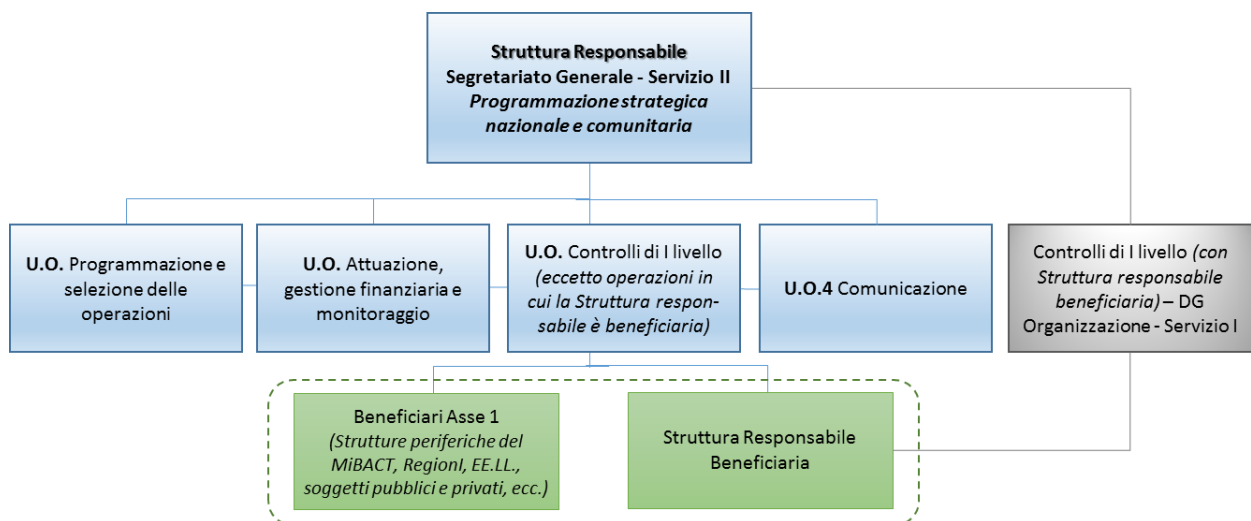 Struttura Responsabile
Segretariato Generale - Servizio II
Programmazione strategica
nazionale e comunitaria
U.O. Programmazione e
selezione delle
operazioni
U.O. Attuazione,
gestione finanziaria e
monitoraggio
U.O. Controlli di I livello
(eccetto operazioni in
cui la Struttura respon-
sabile è beneficiaria)
U.O.4 Comunicazione
Controlli di I livello (con
Struttura responsabile
beneficiaria) – DG
Organizzazione - Servizio I
Beneficiari Asse 1
(Strutture periferiche del
MiBACT, RegionI, EE.LL.,
soggetti pubblici e privati, ecc.)
Struttura Responsabile
Beneficiaria